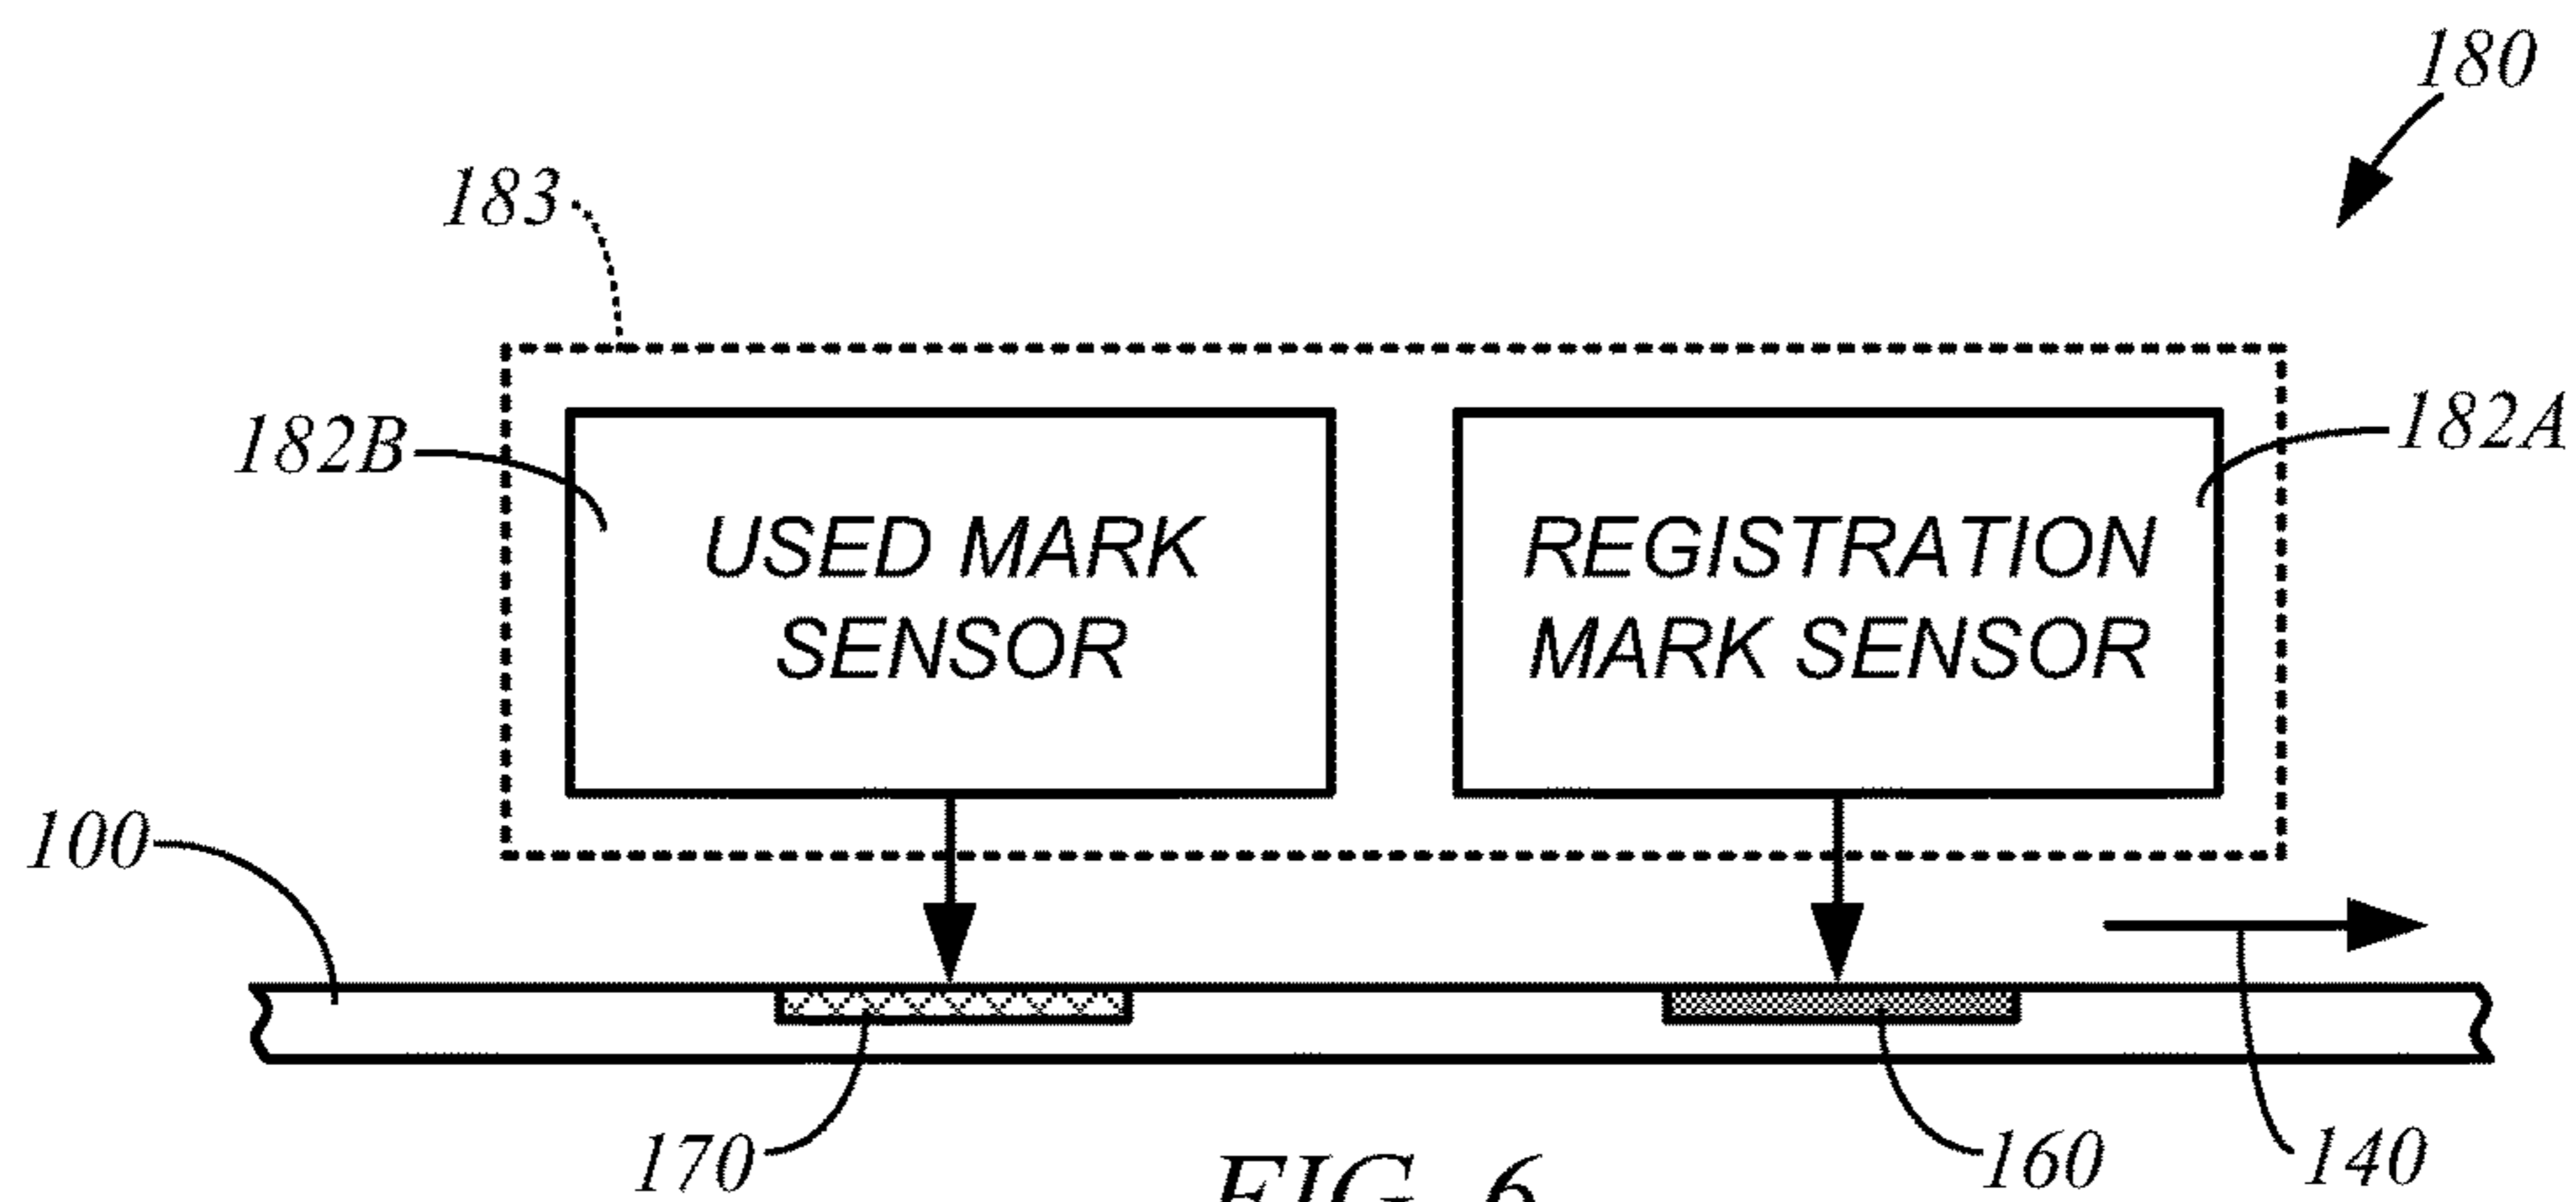 180
183
182B
182A
USED MARK
SENSOR
REGISTRATION
MARK SENSOR
100
170
160
140
FIG. 6